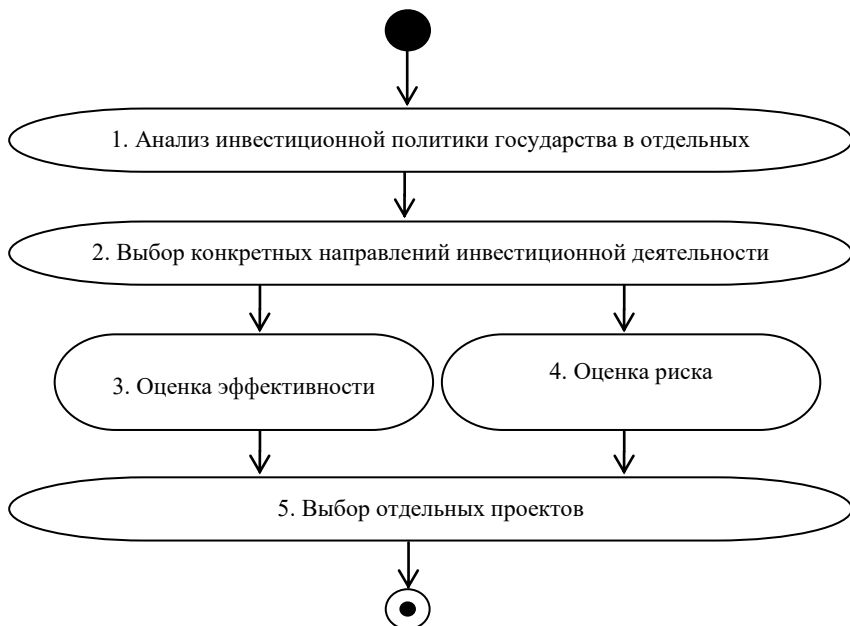 1. Анализ инвестиционной политики государства в отдельных
2. Выбор конкретных направлений инвестиционной деятельности
3. Оценка эффективности
4. Оценка риска
5. Выбор отдельных проектов